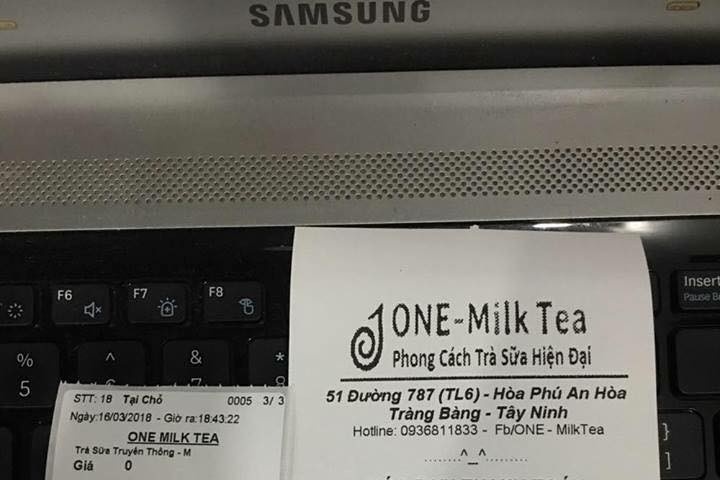 SAMSUNG
F6
F7
F8
Insert
Pause
%
5
^
&
*
}
]
ONE-Milk Tea
Phong Cách Trà Sữa Hiện Đại
51 Đường 787 (TL6) - Hòa Phú An Hòa
Tràng Bàng - Tây Ninh
Hotline: 0936811833 - Fb/ONE - MilkTea
........^_^.........
STT: 18 Tại Chỗ 0005 3/ 3
Ngày:16/03/2018 - Giờ ra:18:43:22
ONE MILK TEA
Trà Sữa Truyền Thống - M
Giá 0